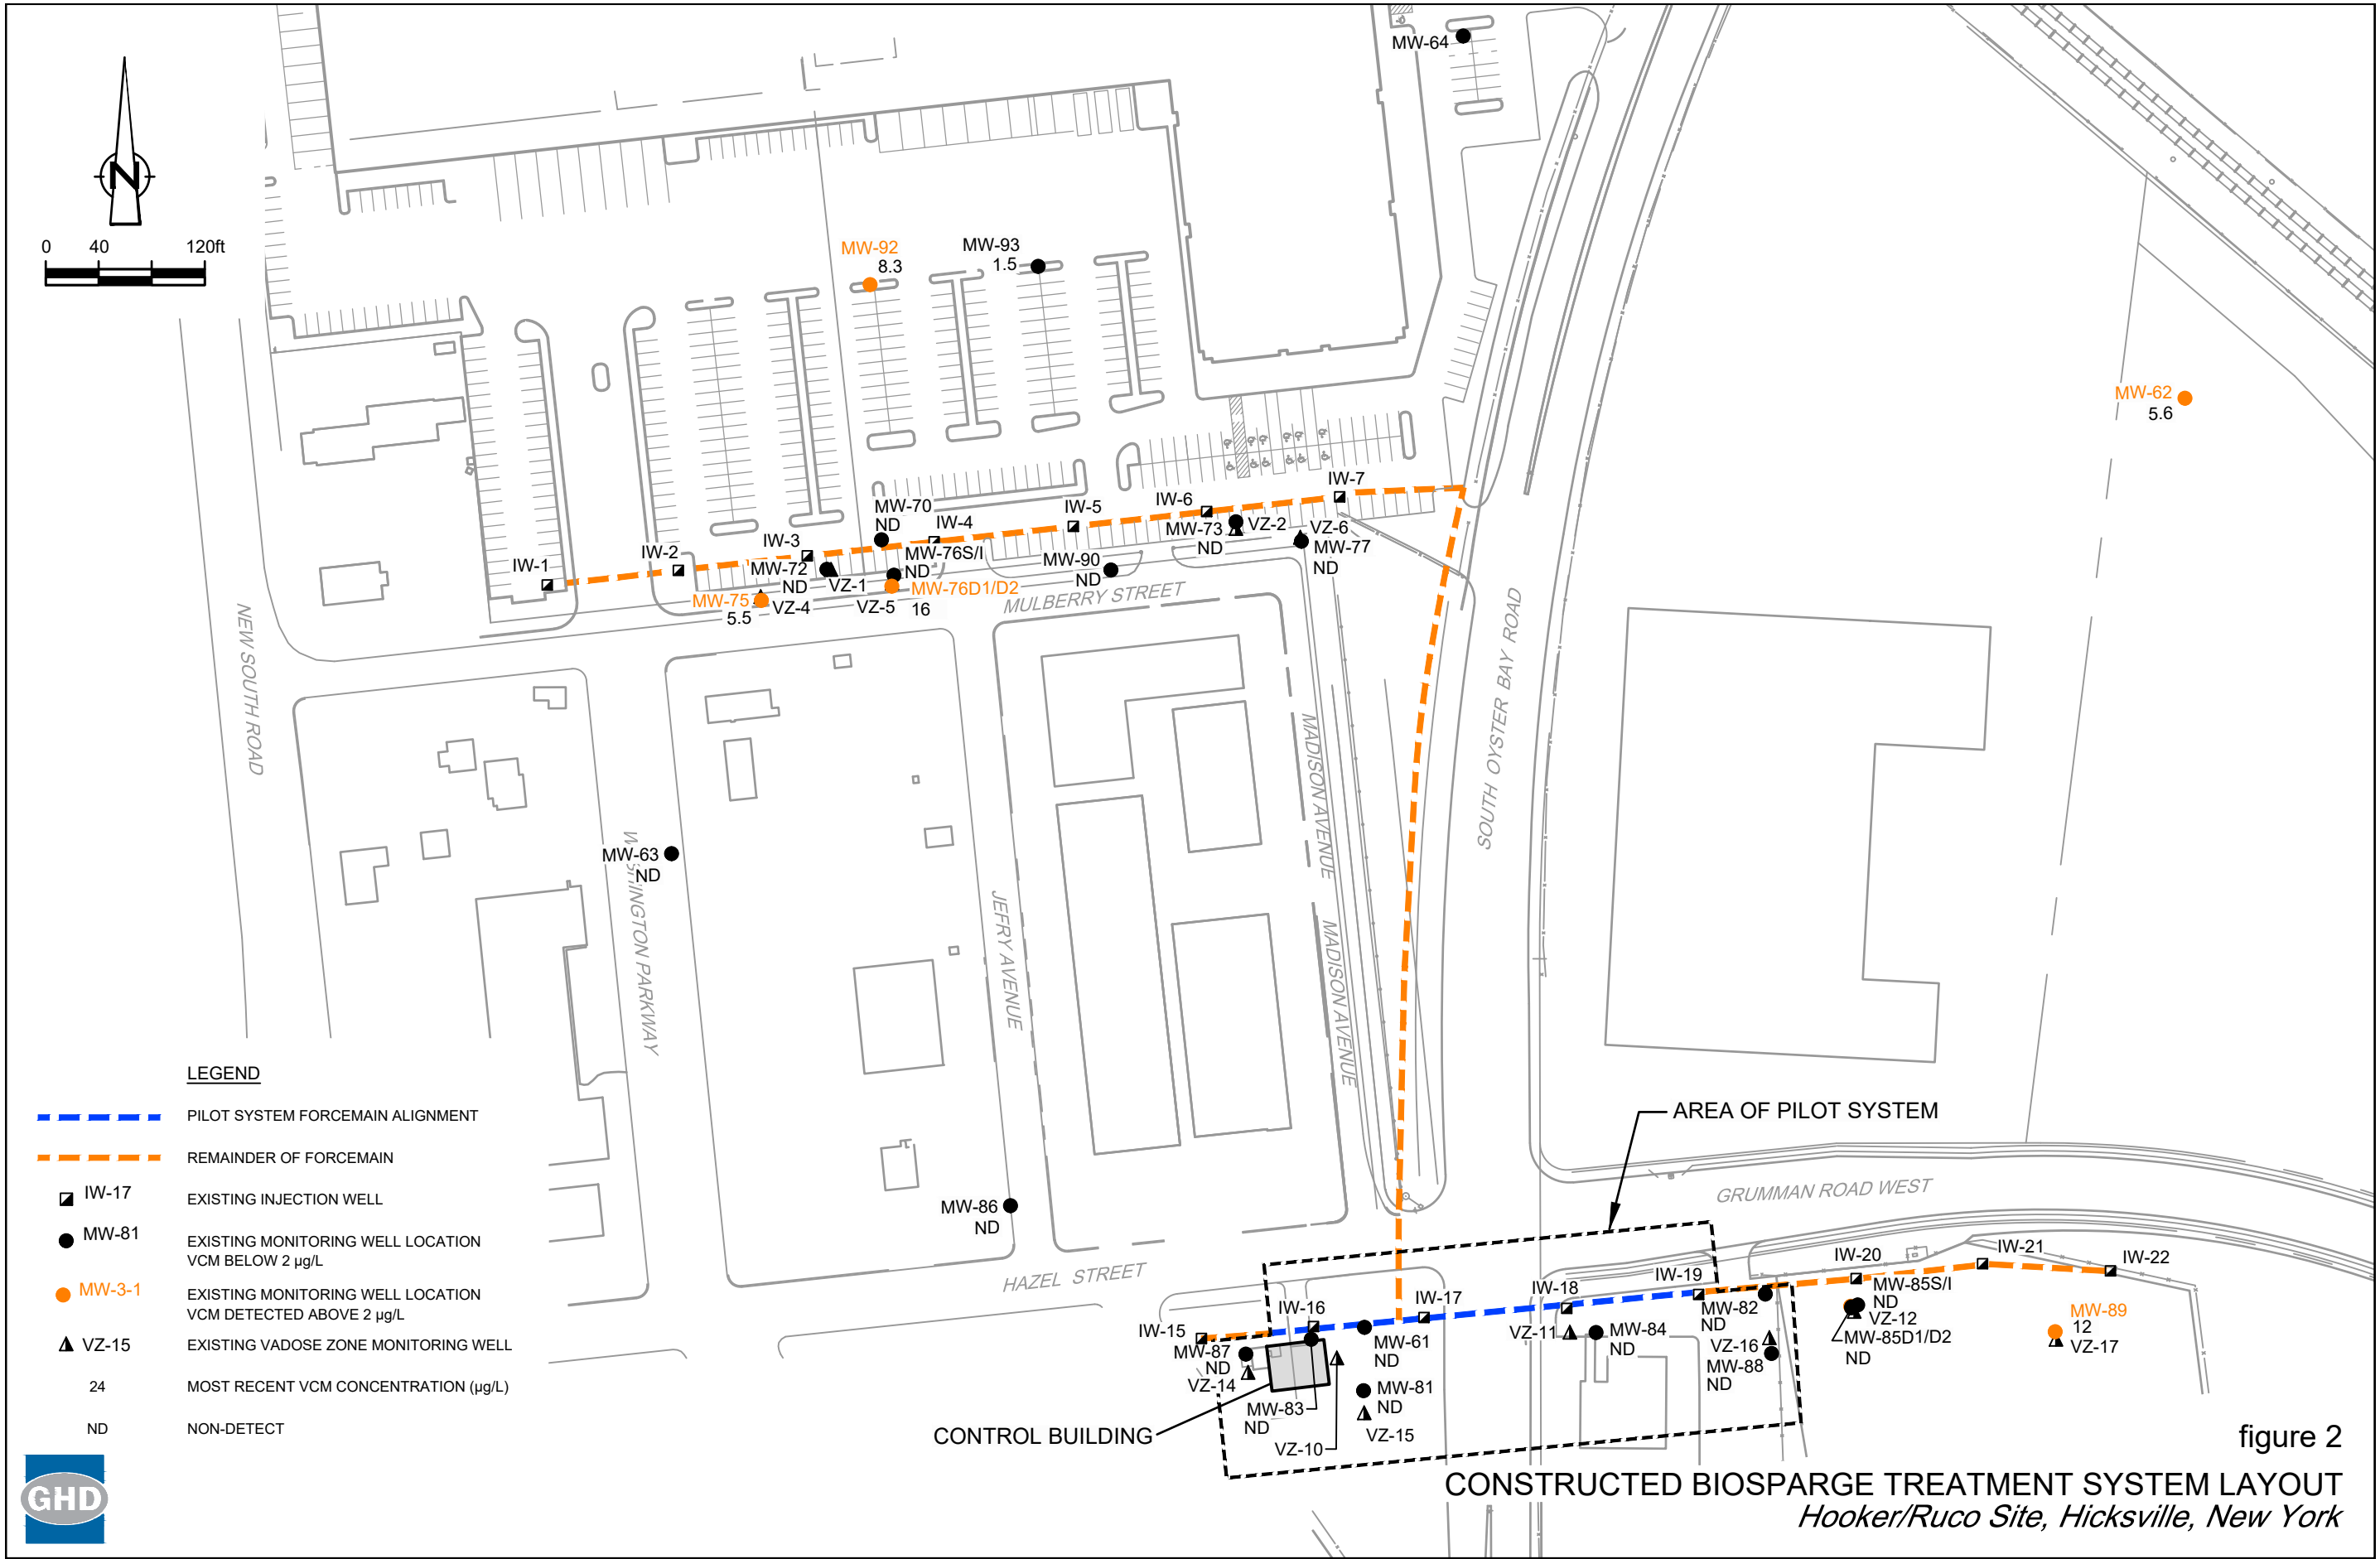 MW-64
N
0 40 120ft
MW-92
8.3
MW-93
1.5
MW-62
5.6
IW-7
IW-6
IW-5
MW-70
ND
IW-4
IW-3
IW-2
IW-1
MW-73
ND
VZ-2
VZ-6
MW-77
ND
MW-76S/I
ND
MW-90
ND
MW-72
ND
VZ-1
MW-75
5.5
VZ-4
VZ-5
MW-76D1/D2
16
MULBERRY STREET
NEW SOUTH ROAD
SOUTH OYSTER BAY ROAD
MADISON AVENUE
MADISON AVENUE
MW-63
ND
WASHINGTON PARKWAY
JERRY AVENUE
MW-86
ND
HAZEL STREET
GRUMMAN ROAD WEST
AREA OF PILOT SYSTEM
IW-15
IW-16
IW-17
IW-18
IW-19
IW-20
IW-21
IW-22
MW-87
ND
VZ-14
MW-83
ND
VZ-10
MW-61
ND
MW-81
ND
VZ-15
VZ-11
MW-84
ND
MW-82
ND
VZ-16
MW-88
ND
MW-85S/I
ND
VZ-12
MW-85D1/D2
ND
MW-89
12
VZ-17
CONTROL BUILDING
LEGEND
PILOT SYSTEM FORCEMAIN ALIGNMENT
REMAINDER OF FORCEMAIN
IW-17 EXISTING INJECTION WELL
MW-81 EXISTING MONITORING WELL LOCATION
VCM BELOW 2 µg/L
MW-3-1 EXISTING MONITORING WELL LOCATION
VCM DETECTED ABOVE 2 µg/L
VZ-15 EXISTING VADOSE ZONE MONITORING WELL
24 MOST RECENT VCM CONCENTRATION (µg/L)
ND NON-DETECT
GHD
figure 2
CONSTRUCTED BIOSPARGE TREATMENT SYSTEM LAYOUT
Hooker/Ruco Site, Hicksville, New York